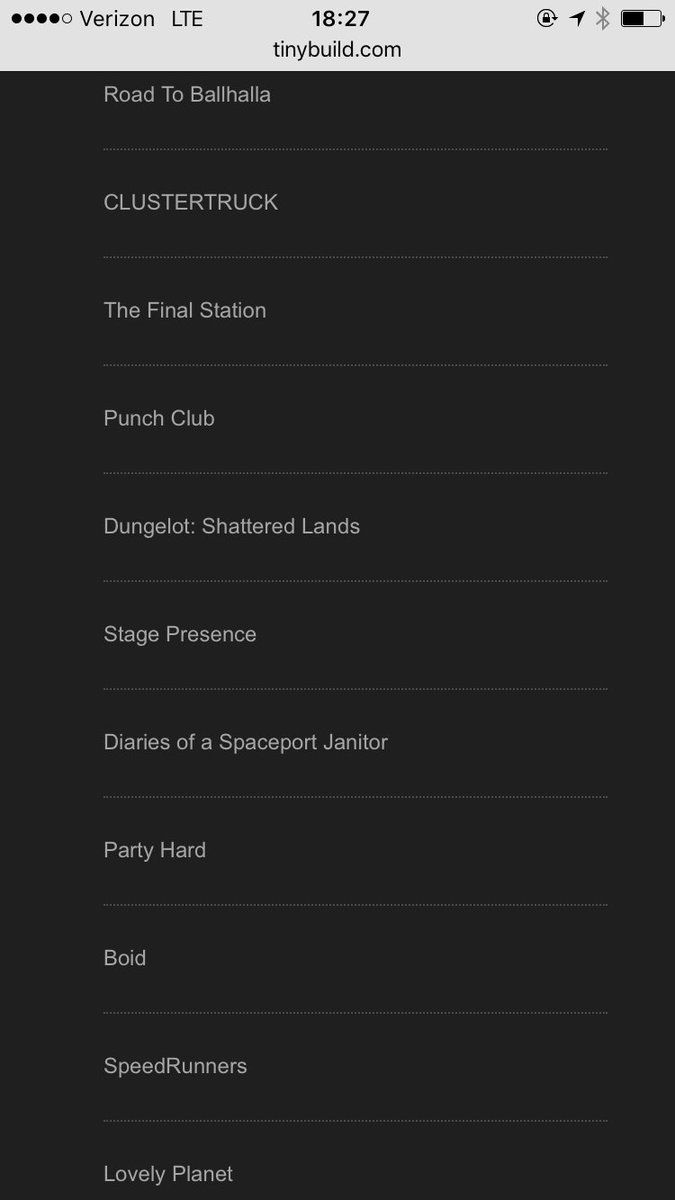 Verizon LTE 18:27
tinybuild.com
Road To Ballhalla
CLUSTERTRUCK
The Final Station
Punch Club
Dungelot: Shattered Lands
Stage Presence
Diaries of a Spaceport Janitor
Party Hard
Boid
SpeedRunners
Lovely Planet